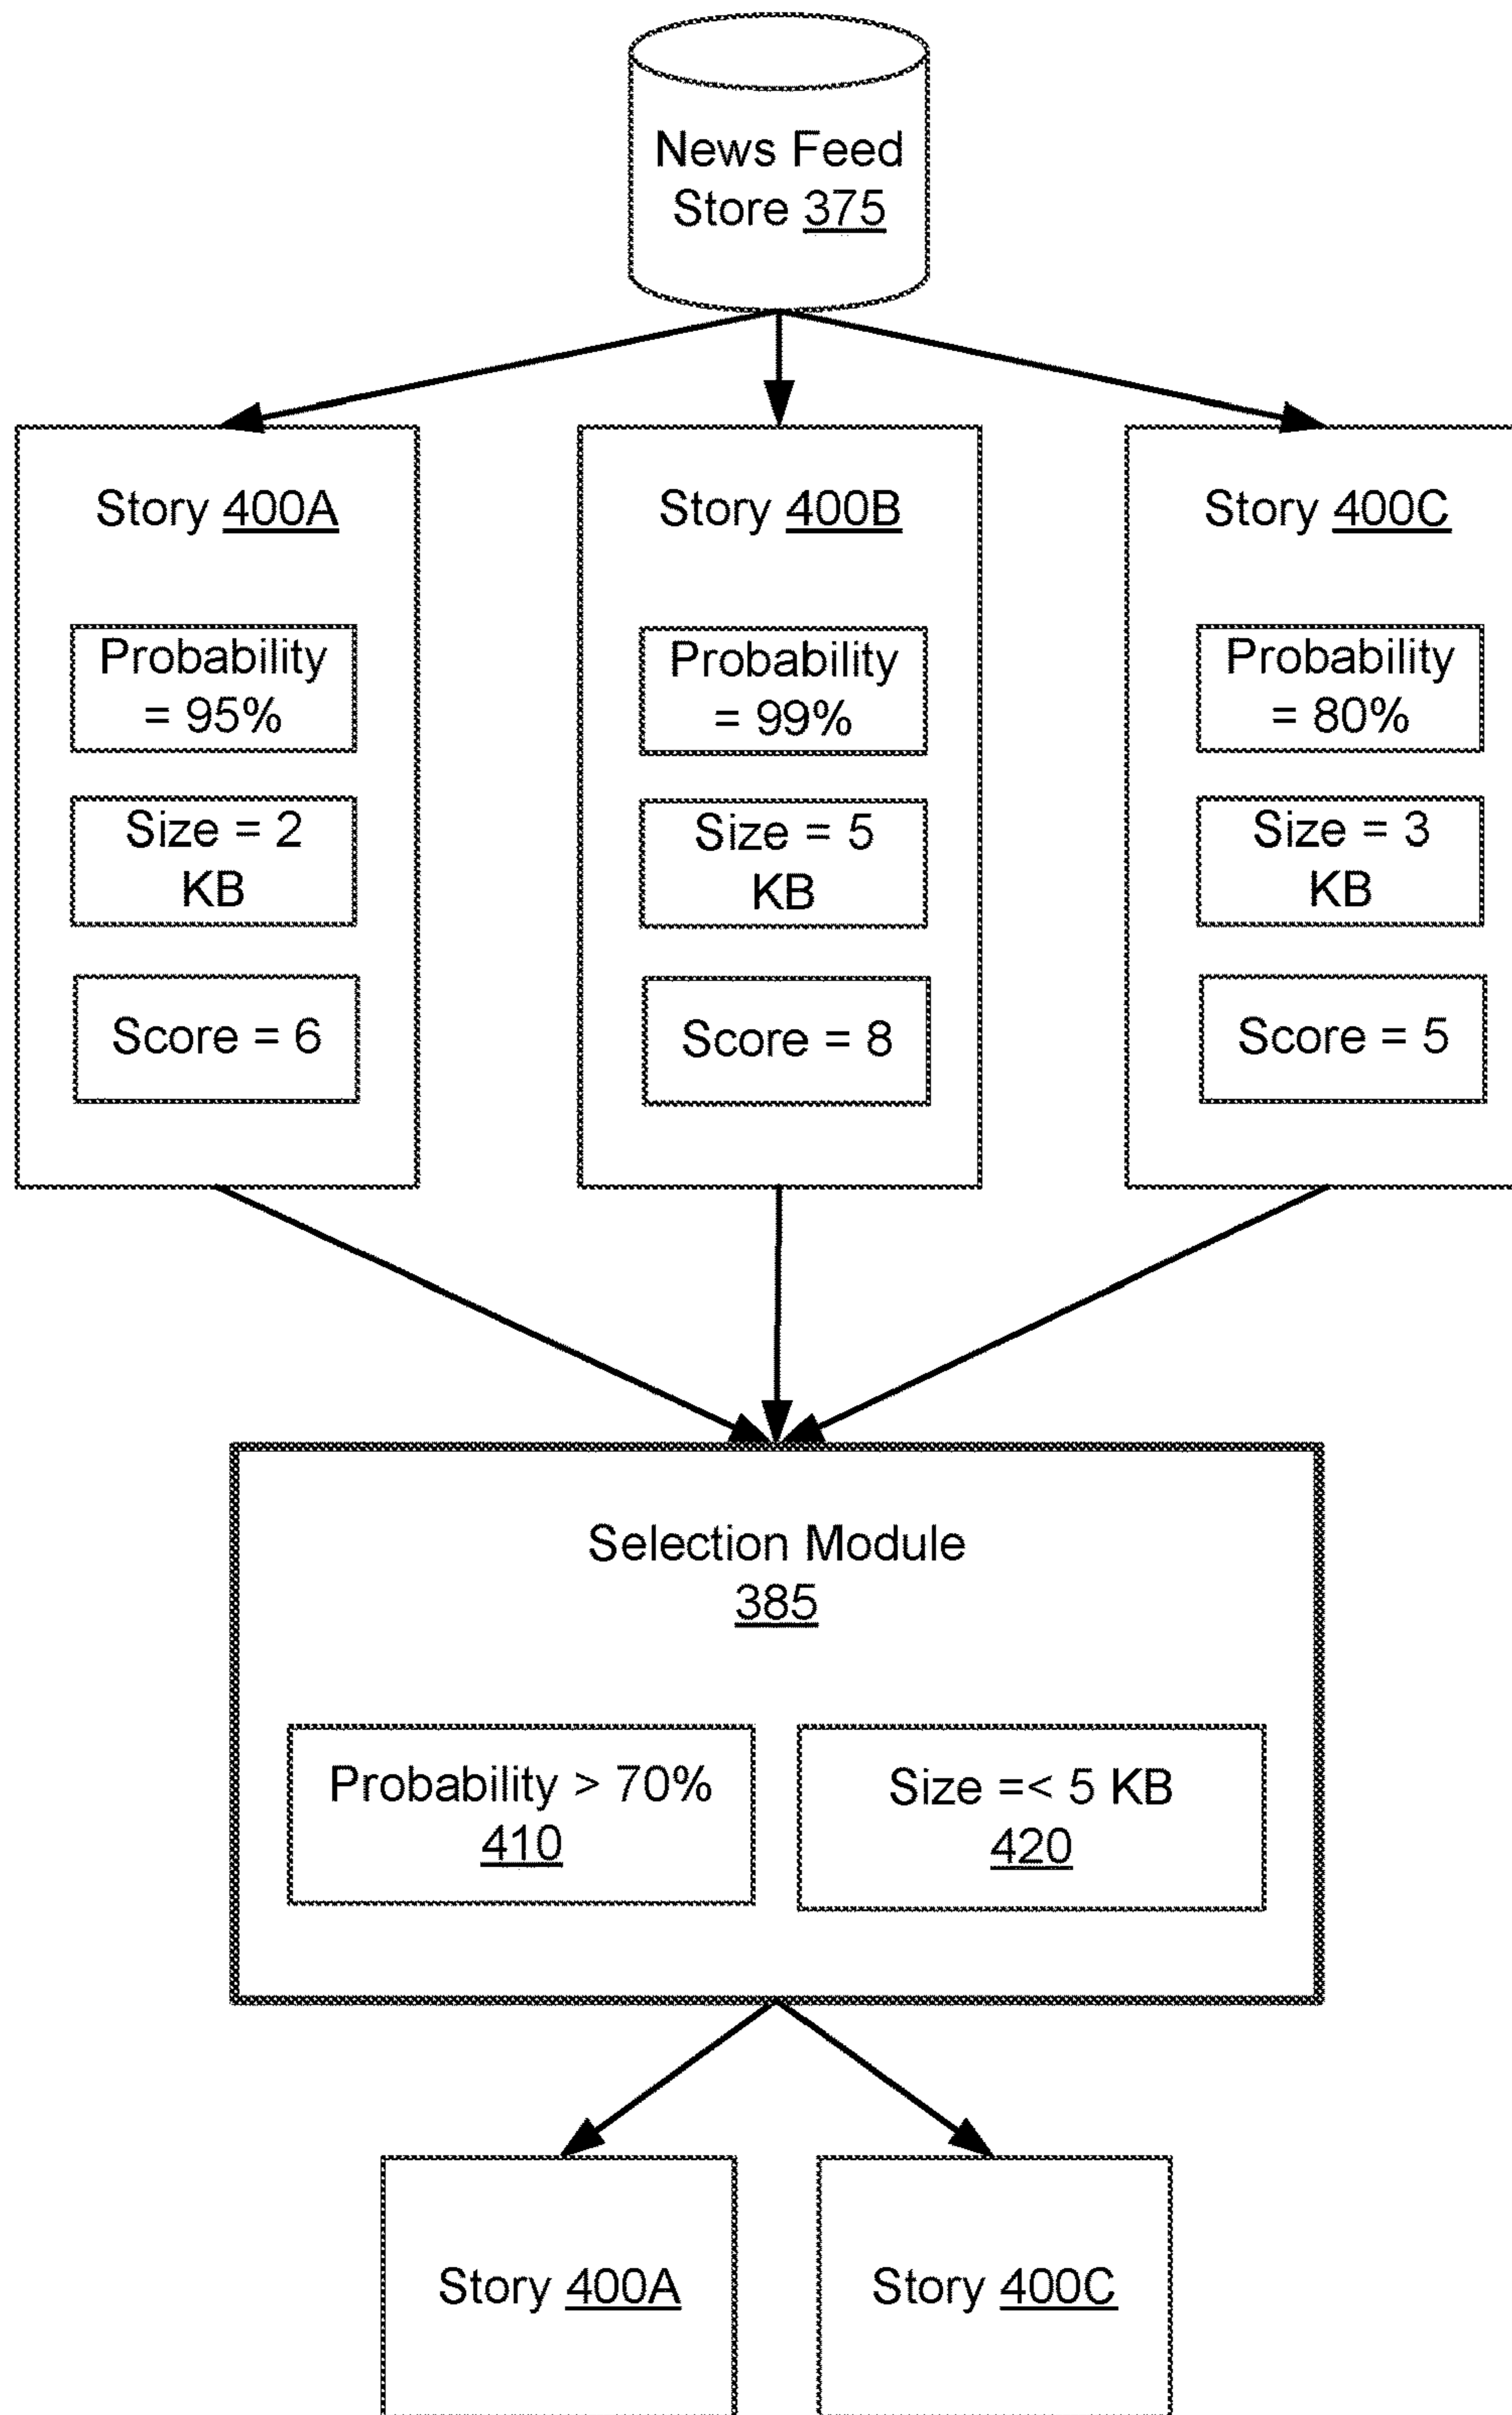 News Feed
Store 375
Story 400A
Probability
= 95%
Size = 2
KB
Score = 6
Story 400B
Probability
= 99%
Size = 5
KB
Score = 8
Story 400C
Probability
= 80%
Size = 3
KB
Score = 5
Selection Module
385
Probability > 70%
410
Size =< 5 KB
420
Story 400A
Story 400C